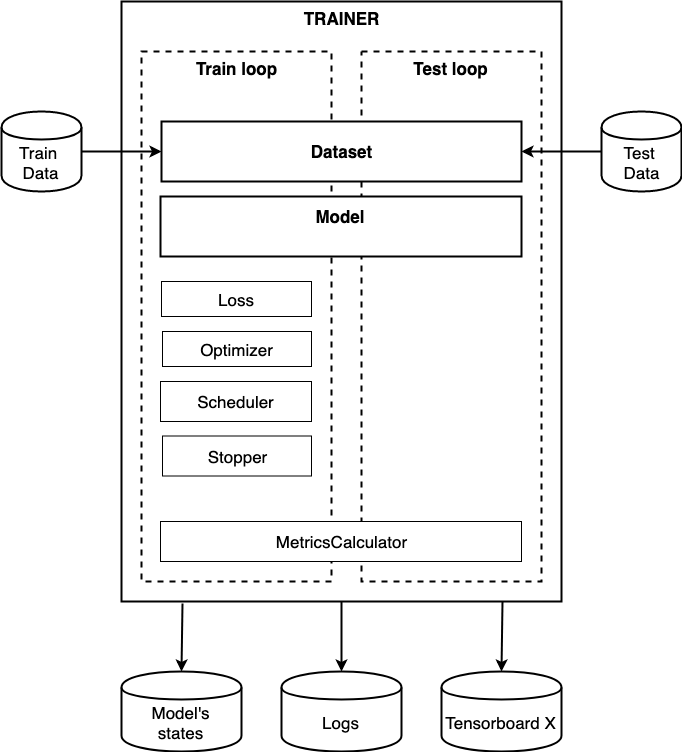 TRAINER
Train loop
Test loop
Train
Data
Dataset
Test
Data
Model
Loss
Optimizer
Scheduler
Stopper
MetricsCalculator
Model's
states
Logs
Tensorboard X